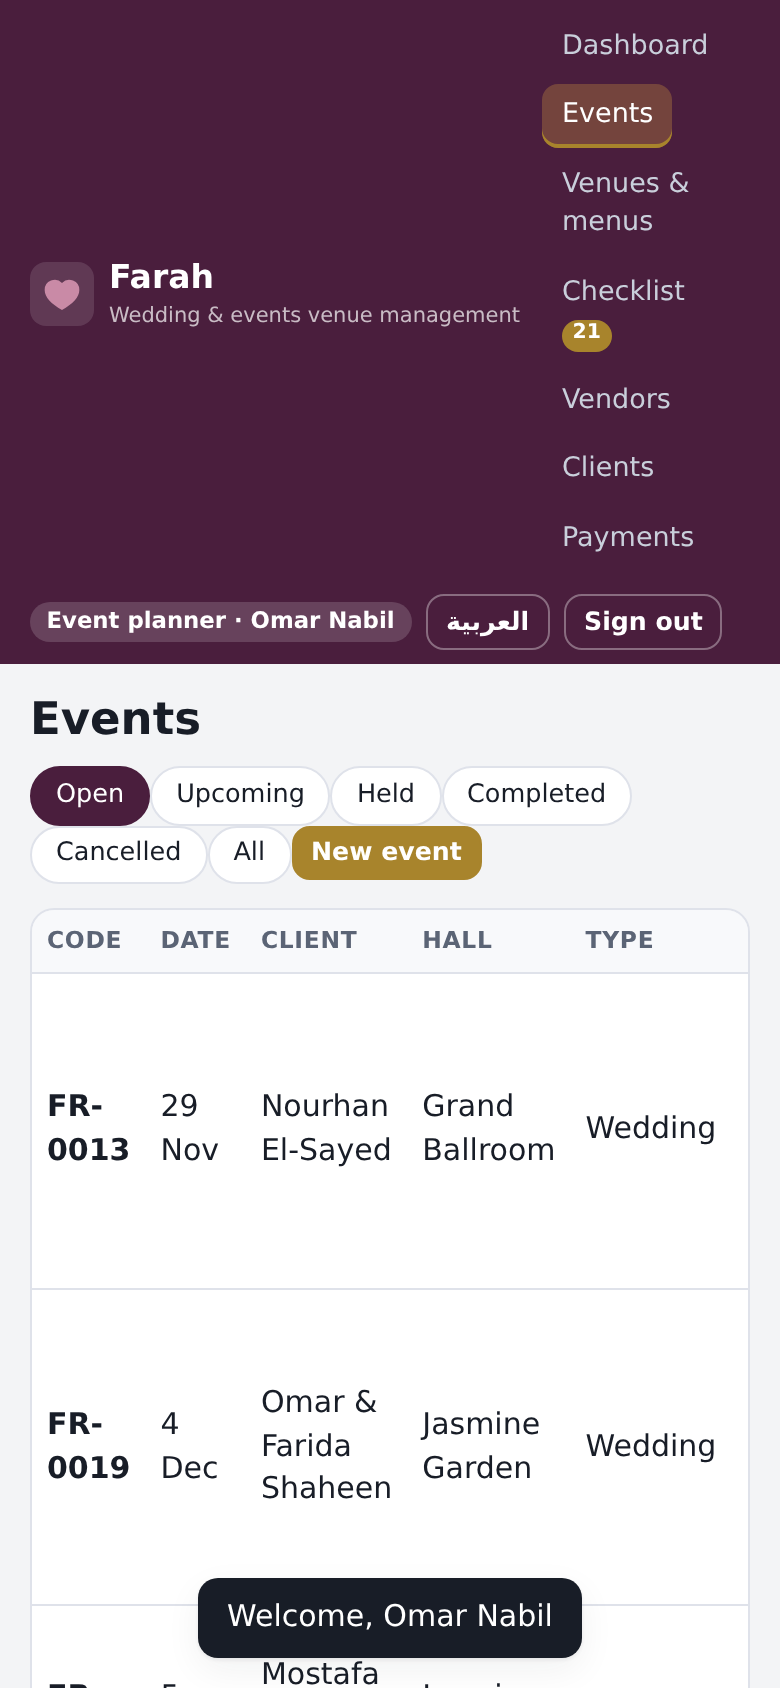 Dashboard
Events
Venues &
menus
Farah
Wedding & events venue management
Checklist
21
Vendors
Clients
Payments
Event planner · Omar Nabil
العربية
Sign out
Events
Open Upcoming Held Completed
Cancelled All New event
CODE DATE CLIENT HALL TYPE
FR-
0013
29
Nov
Nourhan
El-Sayed
Grand
Ballroom
Wedding
FR-
0019
4
Dec
Omar &
Farida
Shaheen
Jasmine
Garden
Wedding
Welcome, Omar Nabil
Mostafa